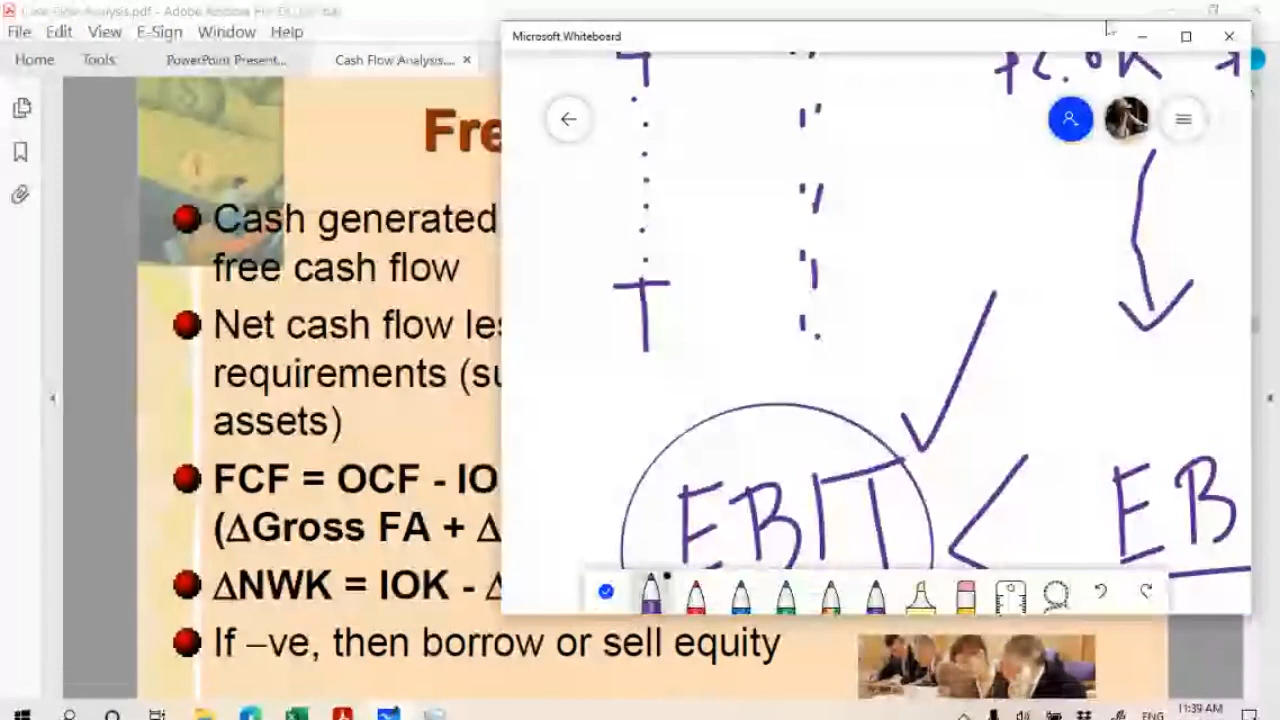 Cash Flow Analysis.pdf - Adobe Acrobat Pro DC (32-bit)
File Edit View E-Sign Window Help
Home Tools PowerPoint Present... Cash Flow Analysis.... ×
Microsoft Whiteboard
Fre
Cash generated
free cash flow
Net cash flow les
requirements (su
assets)
FCF = OCF - IO
(ΔGross FA + Δ
ΔNWK = IOK - Δ
If –ve, then borrow or sell equity
T
EBIT < EB
ENG
11:39 AM